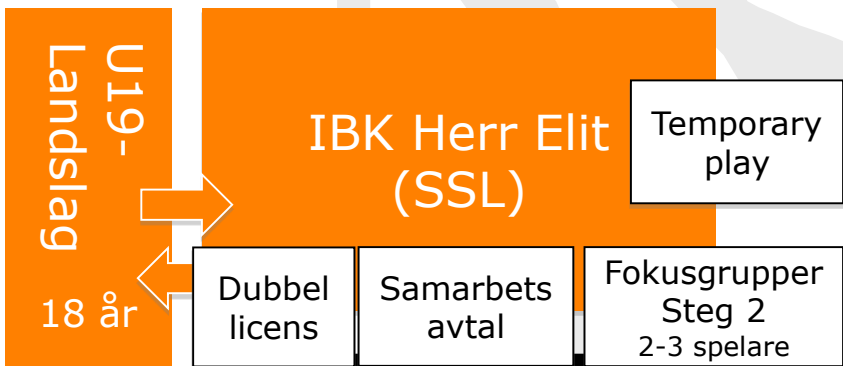 U19-
Landslag
18 år
IBK Herr Elit
(SSL)
Temporary
play
Dubbel
licens
Samarbets
avtal
Fokusgrupper
Steg 2
2-3 spelare